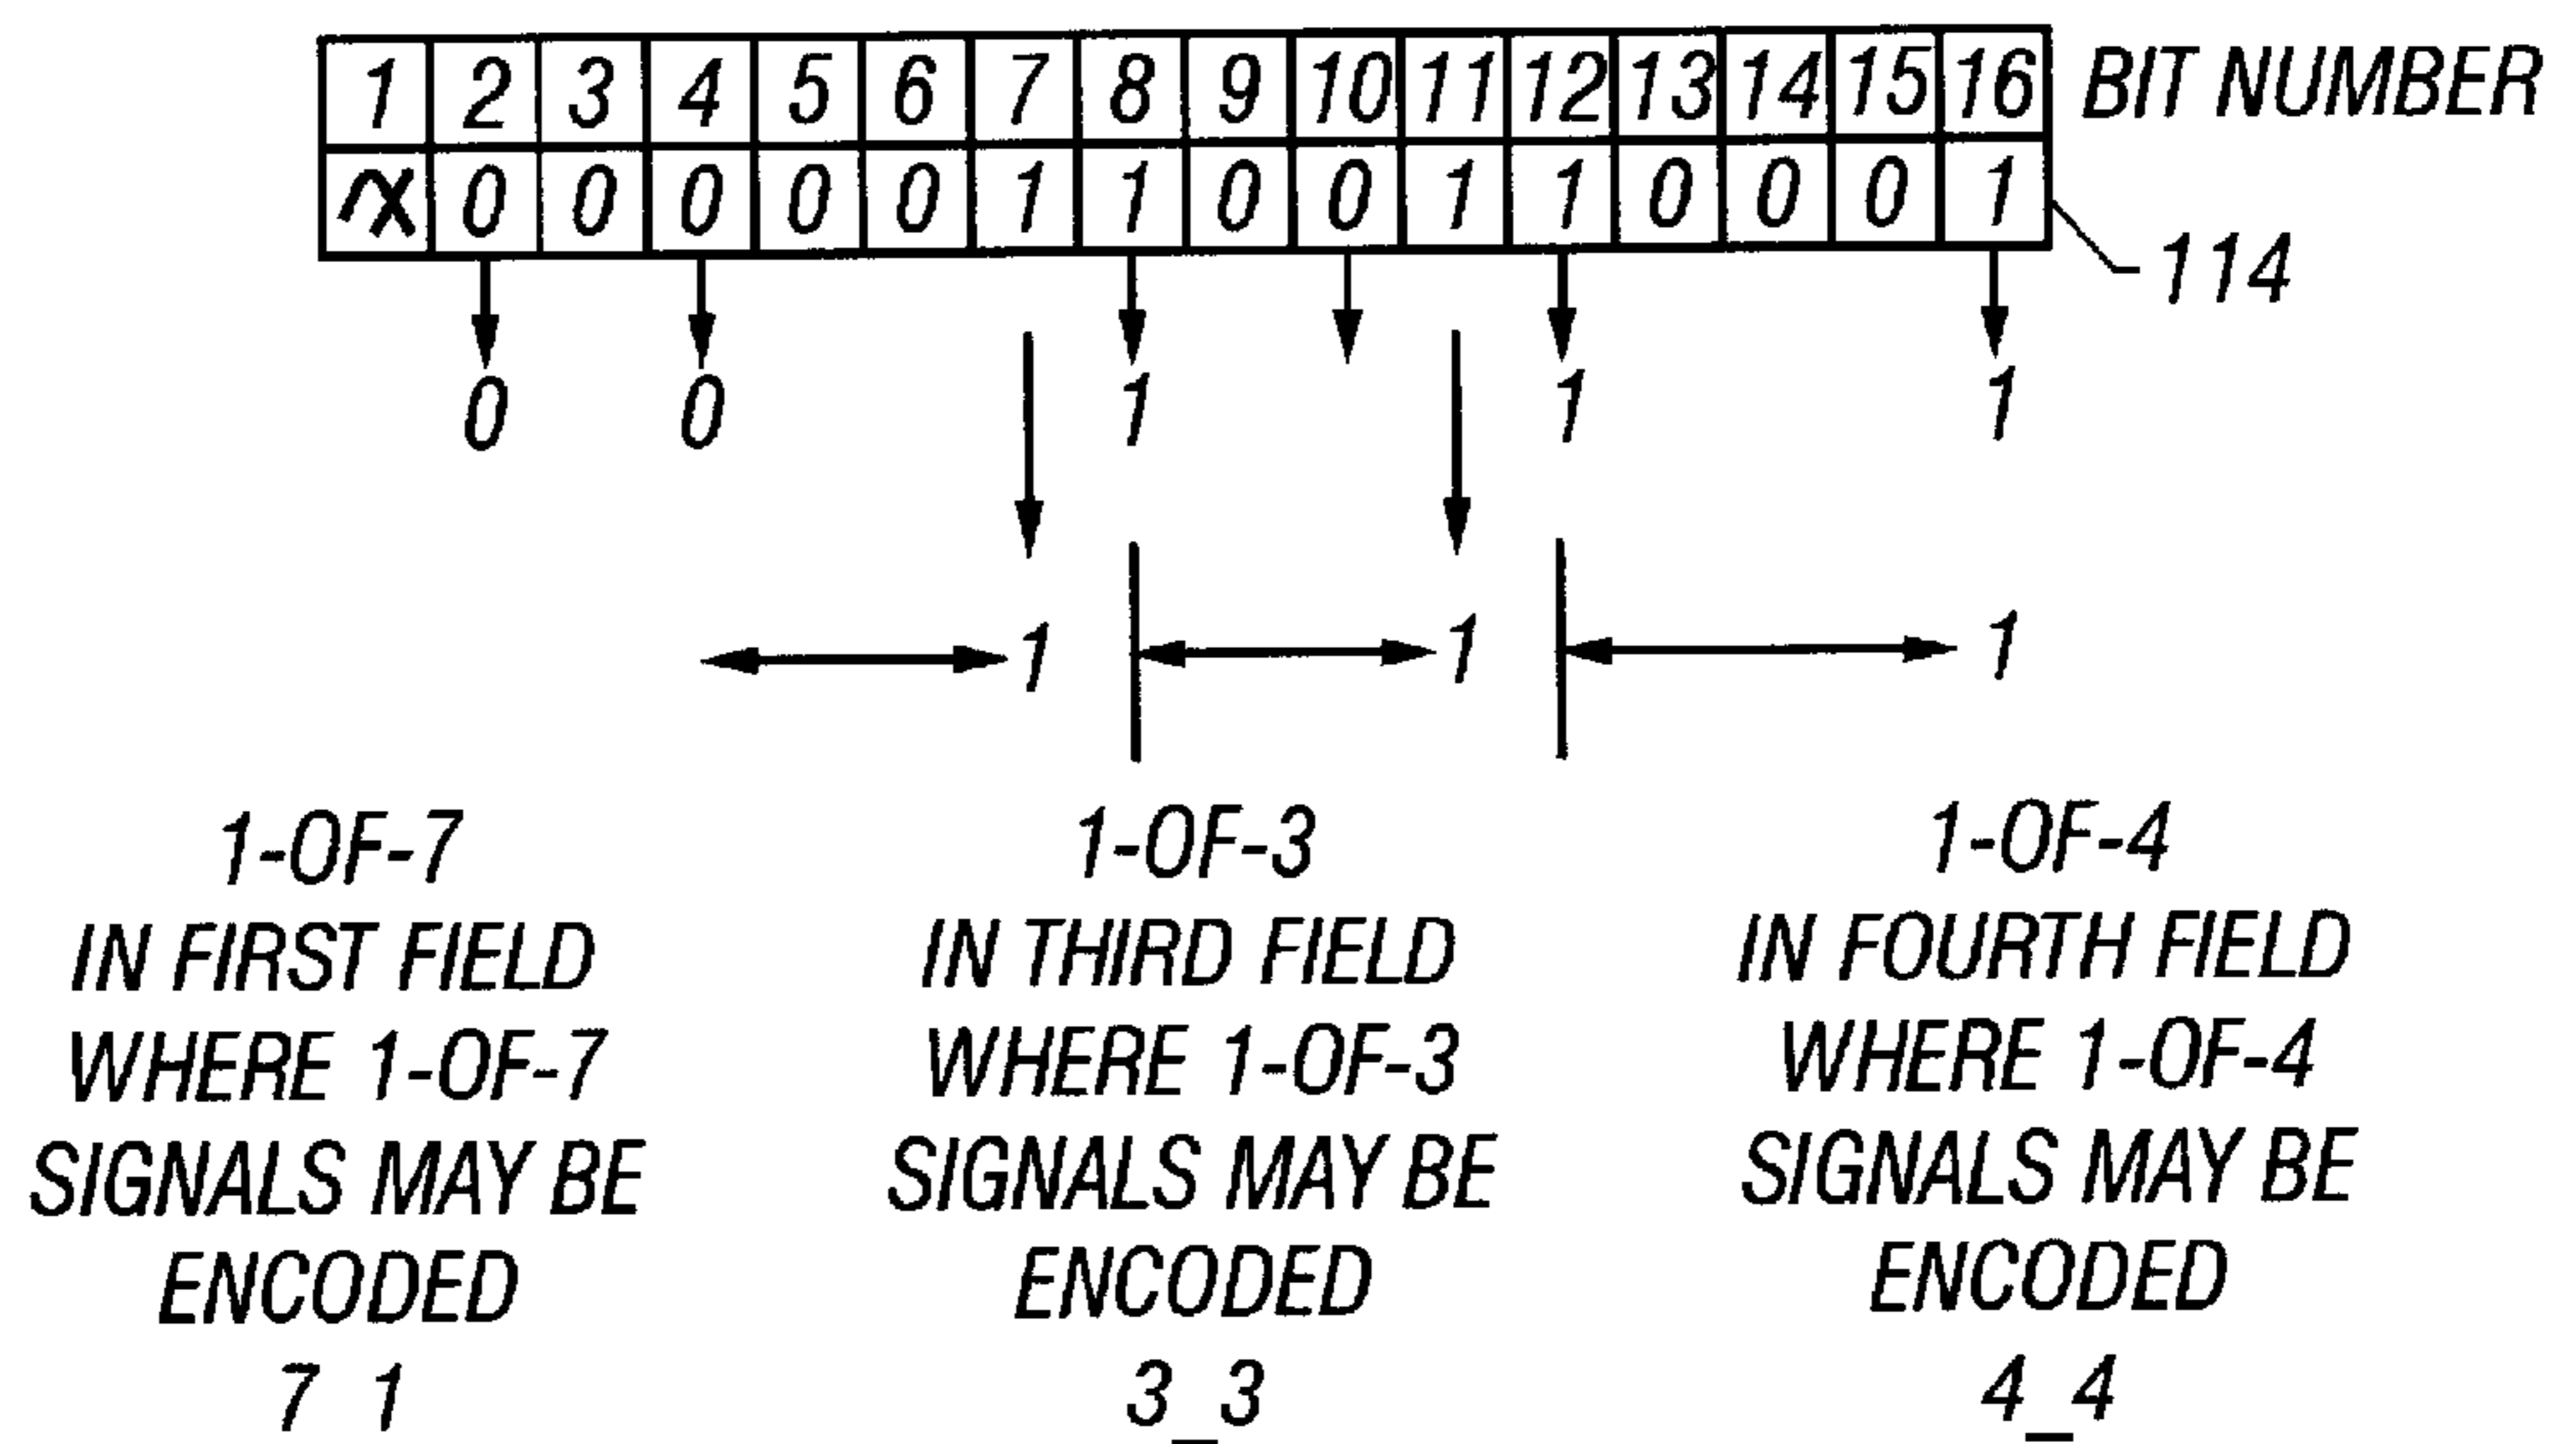 1 2 3 4 5 6 7 8 9 10 11 12 13 14 15 16 BIT NUMBER
X 0 0 0 0 0 1 1 0 0 1 1 0 0 0 1
114
0 0 1 1 1
1 1 1
1-OF-7
IN FIRST FIELD
WHERE 1-OF-7
SIGNALS MAY BE
ENCODED
7 1
1-OF-3
IN THIRD FIELD
WHERE 1-OF-3
SIGNALS MAY BE
ENCODED
3_3
1-OF-4
IN FOURTH FIELD
WHERE 1-OF-4
SIGNALS MAY BE
ENCODED
4_4